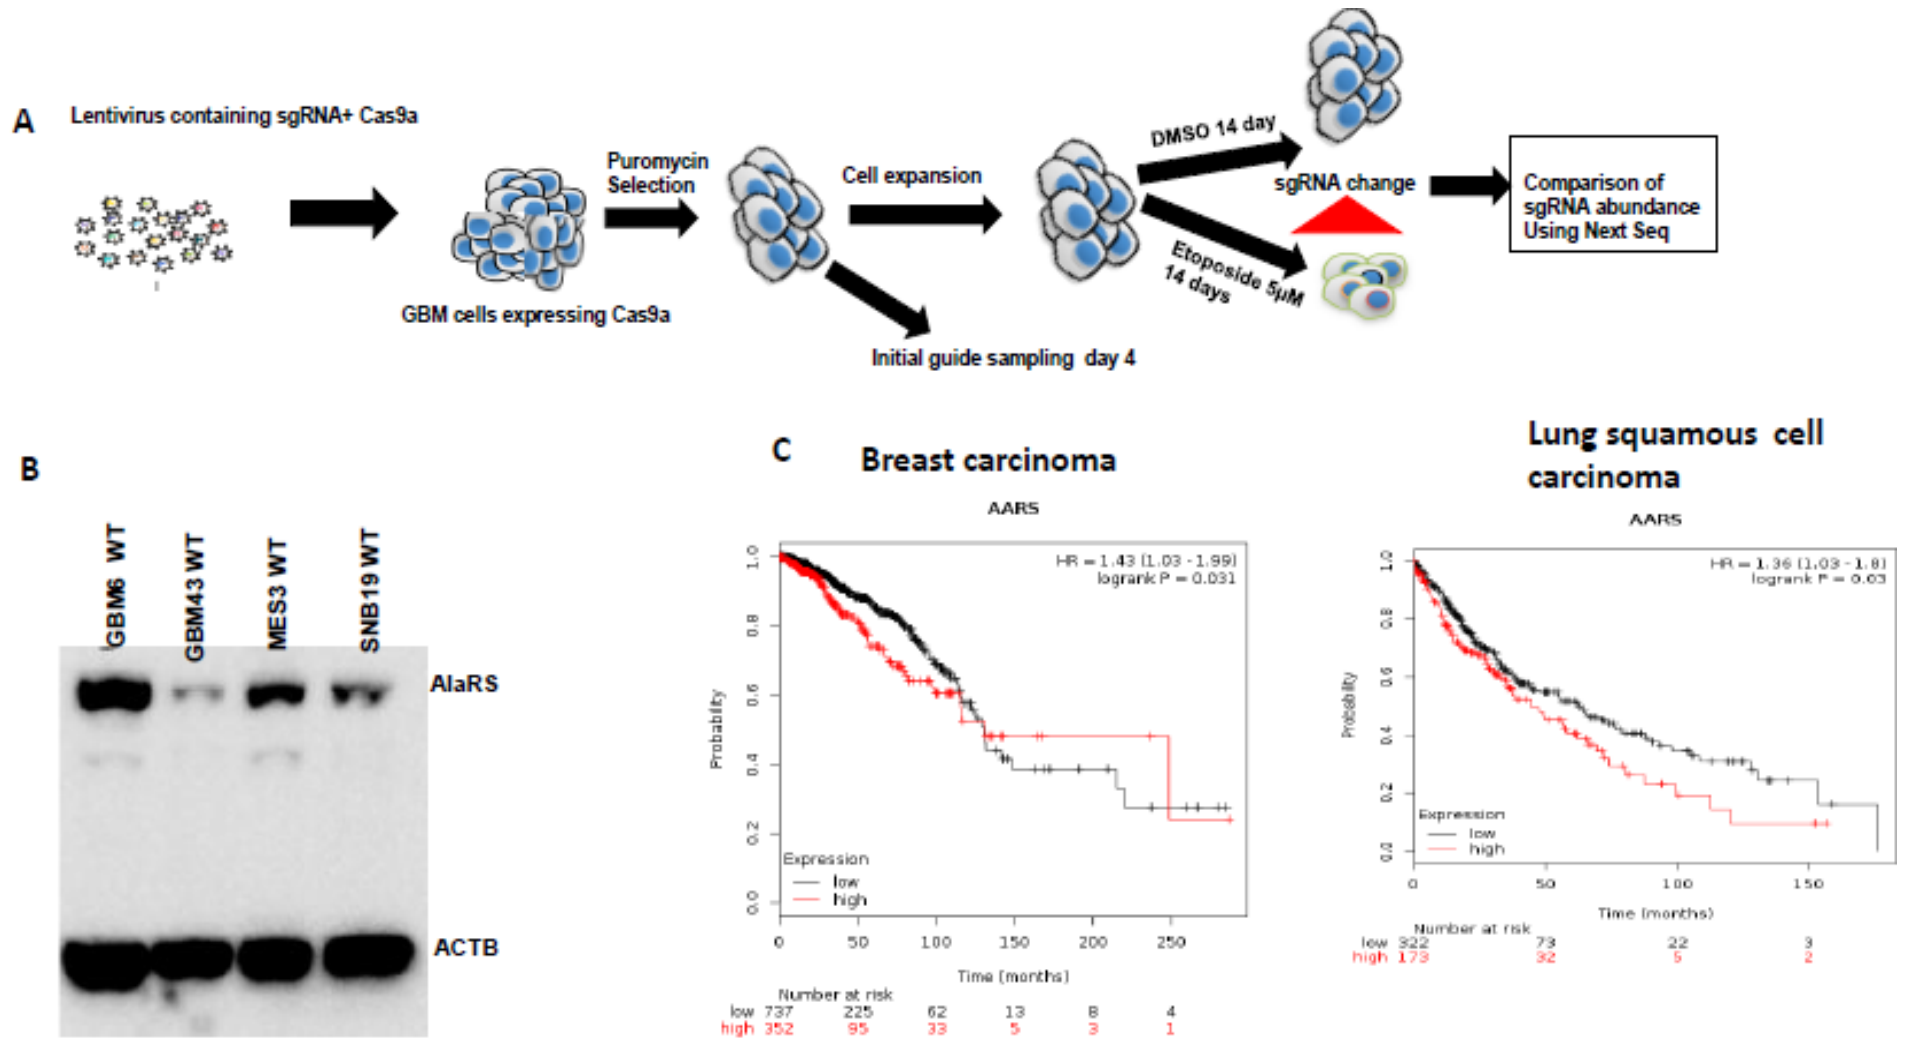 A
Lentivirus containing sgRNA+ Cas9a
GBM cells expressing Cas9a
Puromycin
Selection
Cell expansion
Initial guide sampling day 4
DMSO 14 day
sgRNA change
Etoposide 5µM
14 days
Comparison of
sgRNA abundance
Using Next Seq
B
GBM6 WT
GBM43 WT
MES3 WT
SNB19 WT
AlaRS
ACTB
C
Breast carcinoma
AARS
HR = 1.43 (1.03 - 1.99)
logrank P = 0.031
Probability
1.0
0.8
0.6
0.4
0.2
0.0
Expression
low
high
0 50 100 150 200 250
Time (months)
Number at risk
low 737 225 62 13 8 4
high 352 95 33 5 3 1
Lung squamous cell
carcinoma
AARS
HR = 1.36 (1.03 - 1.8)
logrank P = 0.03
Probability
1.0
0.8
0.6
0.4
0.2
0.0
Expression
low
high
0 50 100 150
Time (months)
Number at risk
low 322 73 22 3
high 173 32 5 2